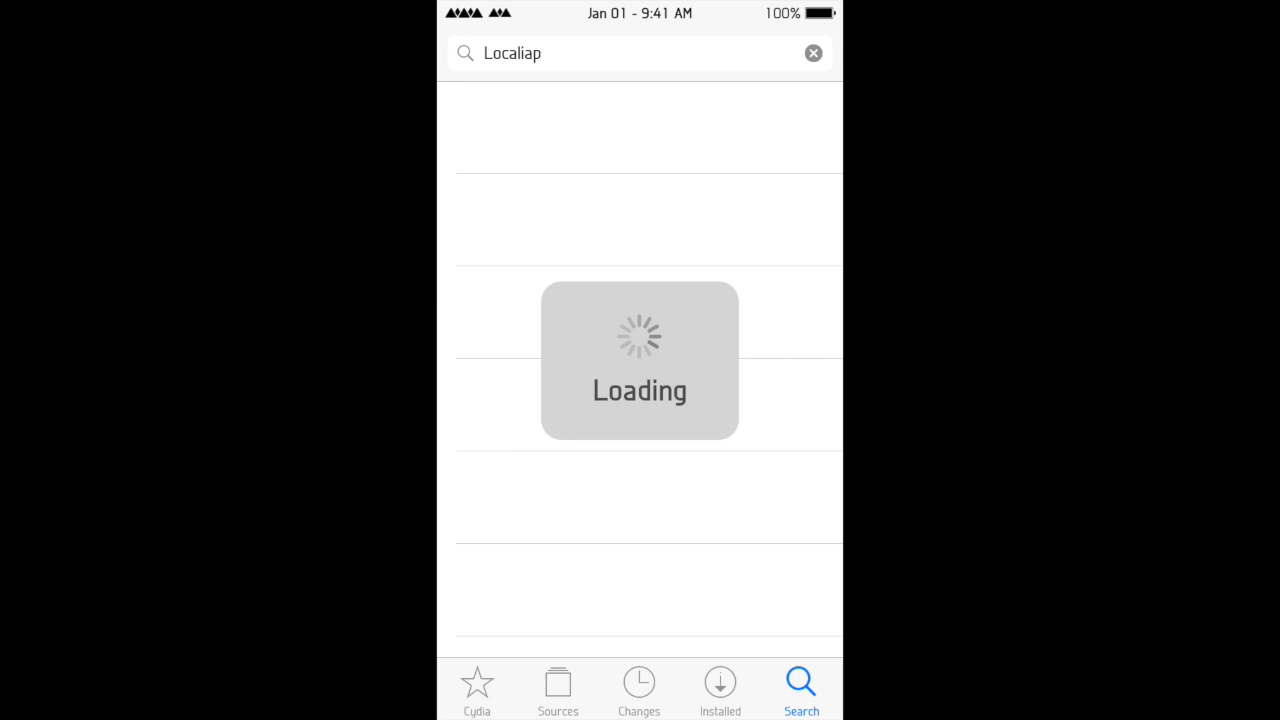 Jan 01 - 9:41 AM 100%
Localiap
Loading
Cydia Sources Changes Installed Search